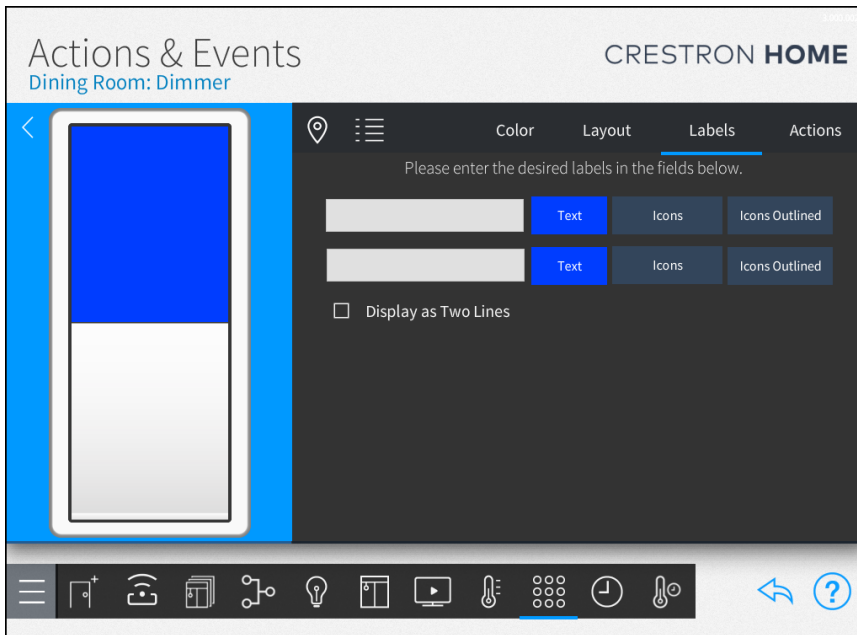 Actions & Events
CRESTRON HOME
Dining Room: Dimmer
Color Layout Labels Actions
Please enter the desired labels in the fields below.
Text Icons Icons Outlined
Text Icons Icons Outlined
Display as Two Lines
?